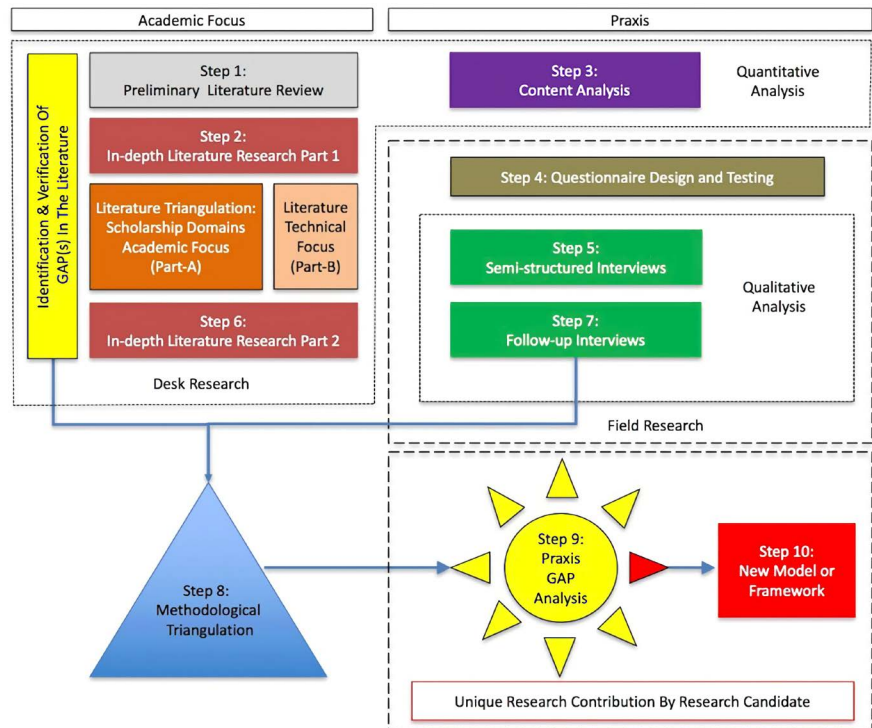 Academic Focus
Praxis
Identification & Verification Of
GAP(s) In The Literature
Step 1:
Preliminary Literature Review
Step 2:
In-depth Literature Research Part 1
Literature Triangulation:
Scholarship Domains
Academic Focus
(Part-A)
Literature
Technical
Focus
(Part-B)
Step 6:
In-depth Literature Research Part 2
Desk Research
Step 3:
Content Analysis
Quantitative
Analysis
Step 4: Questionnaire Design and Testing
Step 5:
Semi-structured Interviews
Step 7:
Follow-up Interviews
Qualitative
Analysis
Field Research
Step 8:
Methodological
Triangulation
Step 9:
Praxis
GAP
Analysis
Step 10:
New Model or
Framework
Unique Research Contribution By Research Candidate